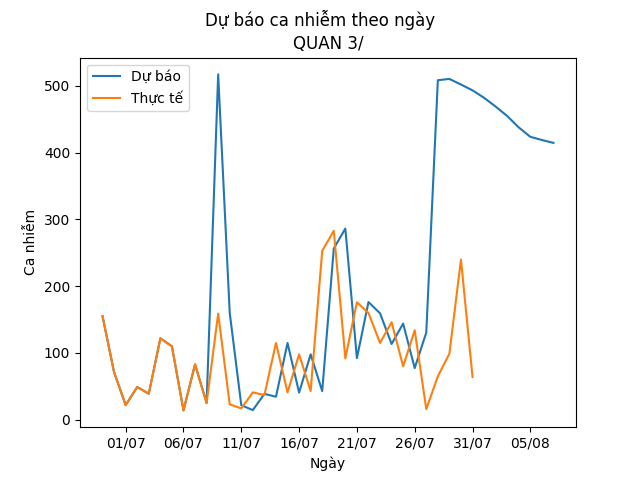 Dự báo ca nhiễm theo ngày
QUAN 3/
Dự báo
Thực tế
500
400
300
200
100
0
Ca nhiễm
01/07
06/07
11/07
16/07
21/07
26/07
31/07
05/08
Ngày